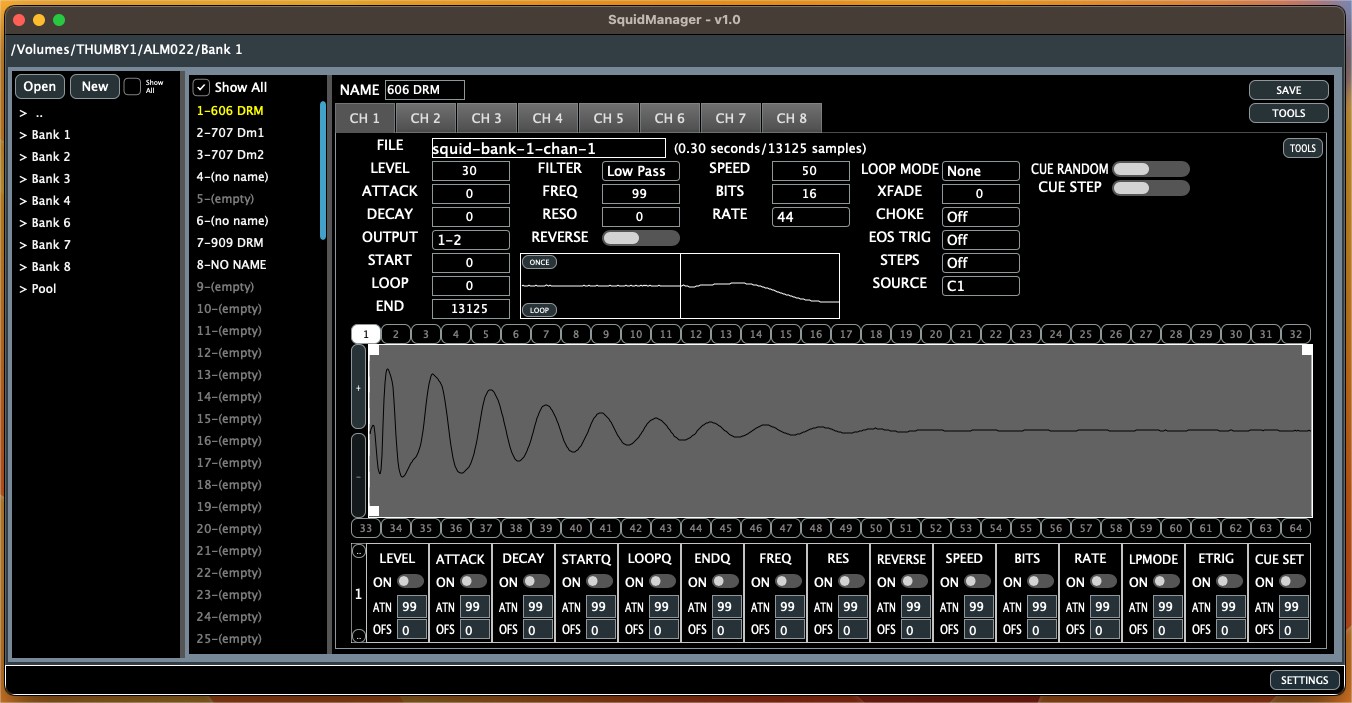 SquidManager - v1.0
/Volumes/THUMBY1/ALM022/Bank 1
Open New Show All
> ..
> Bank 1
> Bank 2
> Bank 3
> Bank 4
> Bank 6
> Bank 7
> Bank 8
> Pool
Show All
1-606 DRM
2-707 Dm1
3-707 Dm2
4-(no name)
5-(empty)
6-(no name)
7-909 DRM
8-NO NAME
9-(empty)
10-(empty)
11-(empty)
12-(empty)
13-(empty)
14-(empty)
15-(empty)
16-(empty)
17-(empty)
18-(empty)
19-(empty)
20-(empty)
21-(empty)
22-(empty)
23-(empty)
24-(empty)
25-(empty)
NAME 606 DRM SAVE
TOOLS
CH 1 CH 2 CH 3 CH 4 CH 5 CH 6 CH 7 CH 8
FILE squid-bank-1-chan-1 (0.30 seconds/13125 samples) TOOLS
LEVEL 30 FILTER Low Pass SPEED 50 LOOP MODE None CUE RANDOM
ATTACK 0 FREQ 99 BITS 16 XFADE 0 CUE STEP
DECAY 0 RESO 0 RATE 44 CHOKE Off
OUTPUT 1-2 REVERSE EOS TRIG Off
START 0 ONCE STEPS Off
LOOP 0 SOURCE C1
END 13125 LOOP
1 2 3 4 5 6 7 8 9 10 11 12 13 14 15 16 17 18 19 20 21 22 23 24 25 26 27 28 29 30 31 32
+
-
33 34 35 36 37 38 39 40 41 42 43 44 45 46 47 48 49 50 51 52 53 54 55 56 57 58 59 60 61 62 63 64
.. LEVEL ATTACK DECAY STARTQ LOOPQ ENDQ FREQ RES REVERSE SPEED BITS RATE LPMODE ETRIG CUE SET
ON ON ON ON ON ON ON ON ON ON ON ON ON ON ON
1 ATN 99 ATN 99 ATN 99 ATN 99 ATN 99 ATN 99 ATN 99 ATN 99 ATN 99 ATN 99 ATN 99 ATN 99 ATN 99 ATN 99 ATN 99
.. OFS 0 OFS 0 OFS 0 OFS 0 OFS 0 OFS 0 OFS 0 OFS 0 OFS 0 OFS 0 OFS 0 OFS 0 OFS 0 OFS 0 OFS 0
SETTINGS